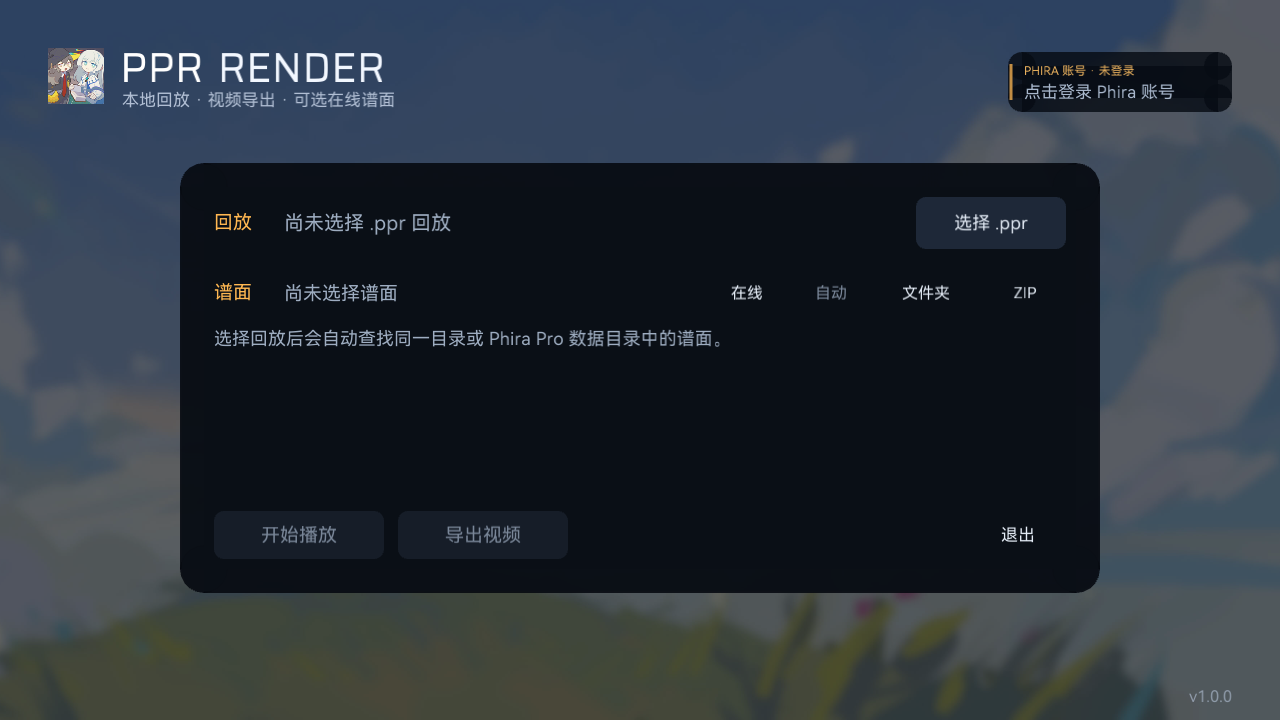 PPR RENDER
本地回放 · 视频导出 · 可选在线谱面
PHIRA 账号 · 未登录
点击登录 Phira 账号
回放 尚未选择 .ppr 回放 选择 .ppr
谱面 尚未选择谱面 在线 自动 文件夹 ZIP
选择回放后会自动查找同一目录或 Phira Pro 数据目录中的谱面。
开始播放 导出视频 退出
v1.0.0